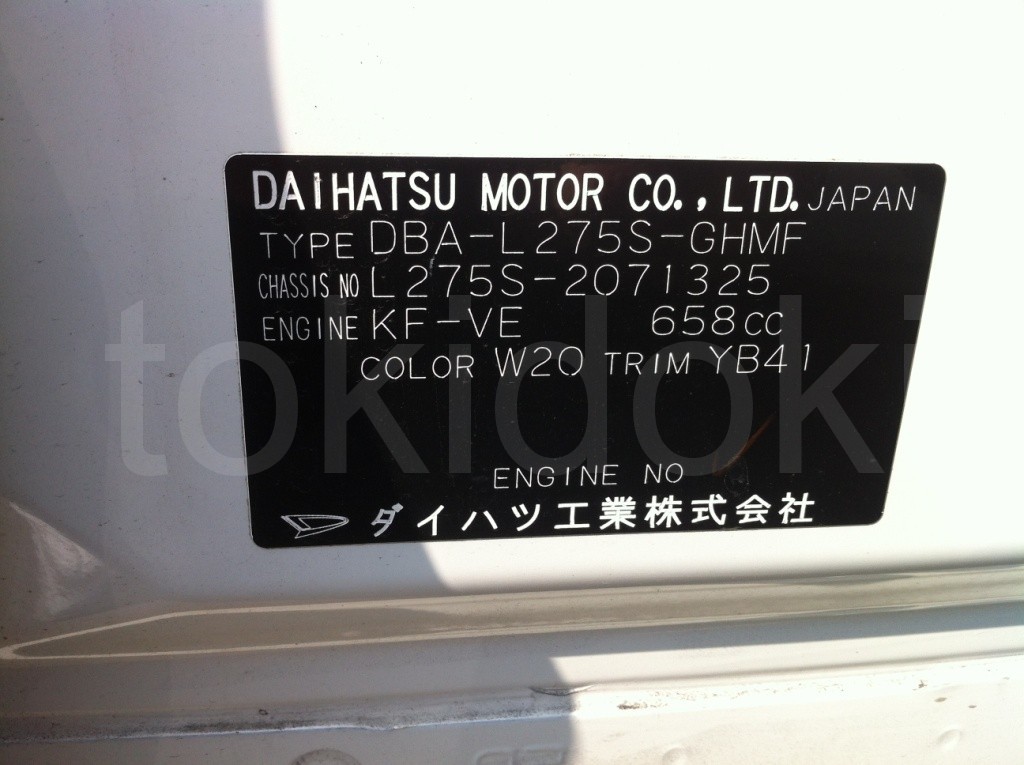 DAIHATSU MOTOR CO., LTD. JAPAN
TYPE DBA-L275S-GHMF
CHASSIS NO L275S-2071325
ENGINE KF-VE 658CC
COLOR W20 TRIM YB41
tokidoki
ENGINE NO
ダイハツ工業株式会社